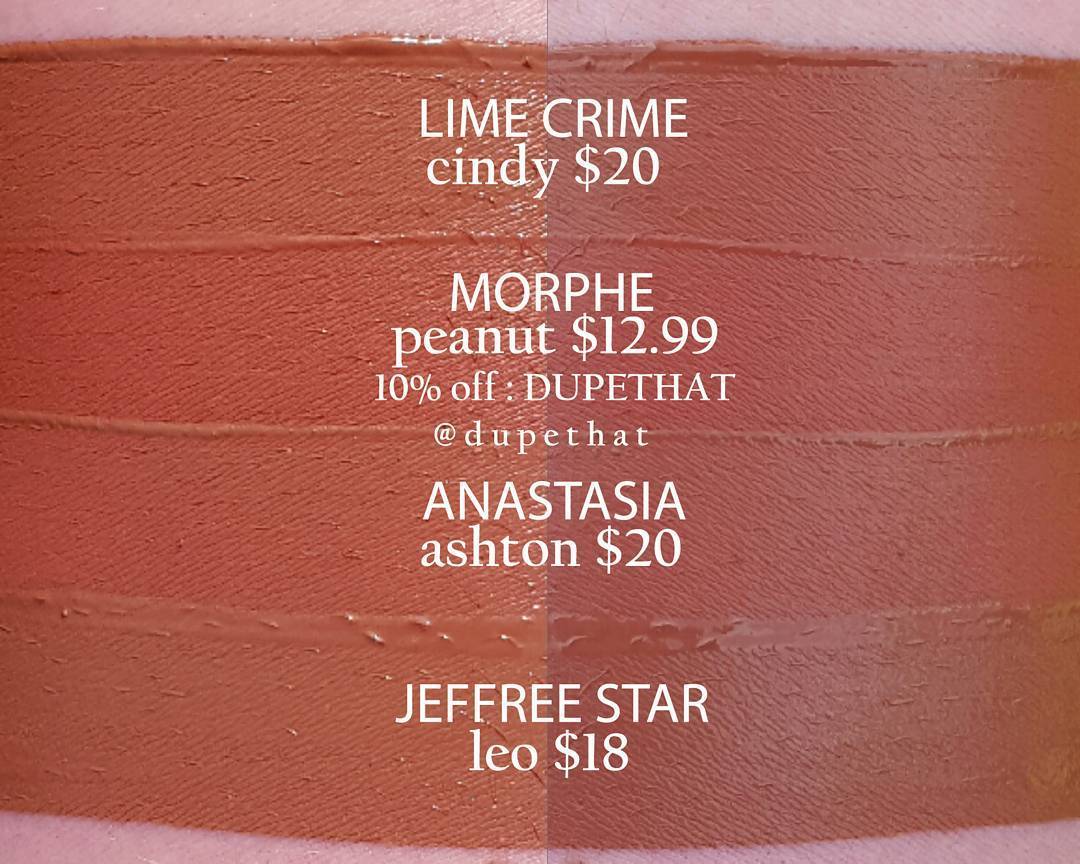 LIME CRIME
cindy $20
MORPHE
peanut $12.99
10% off : DUPETHAT
@dupethat
ANASTASIA
ashton $20
JEFFREE STAR
leo $18